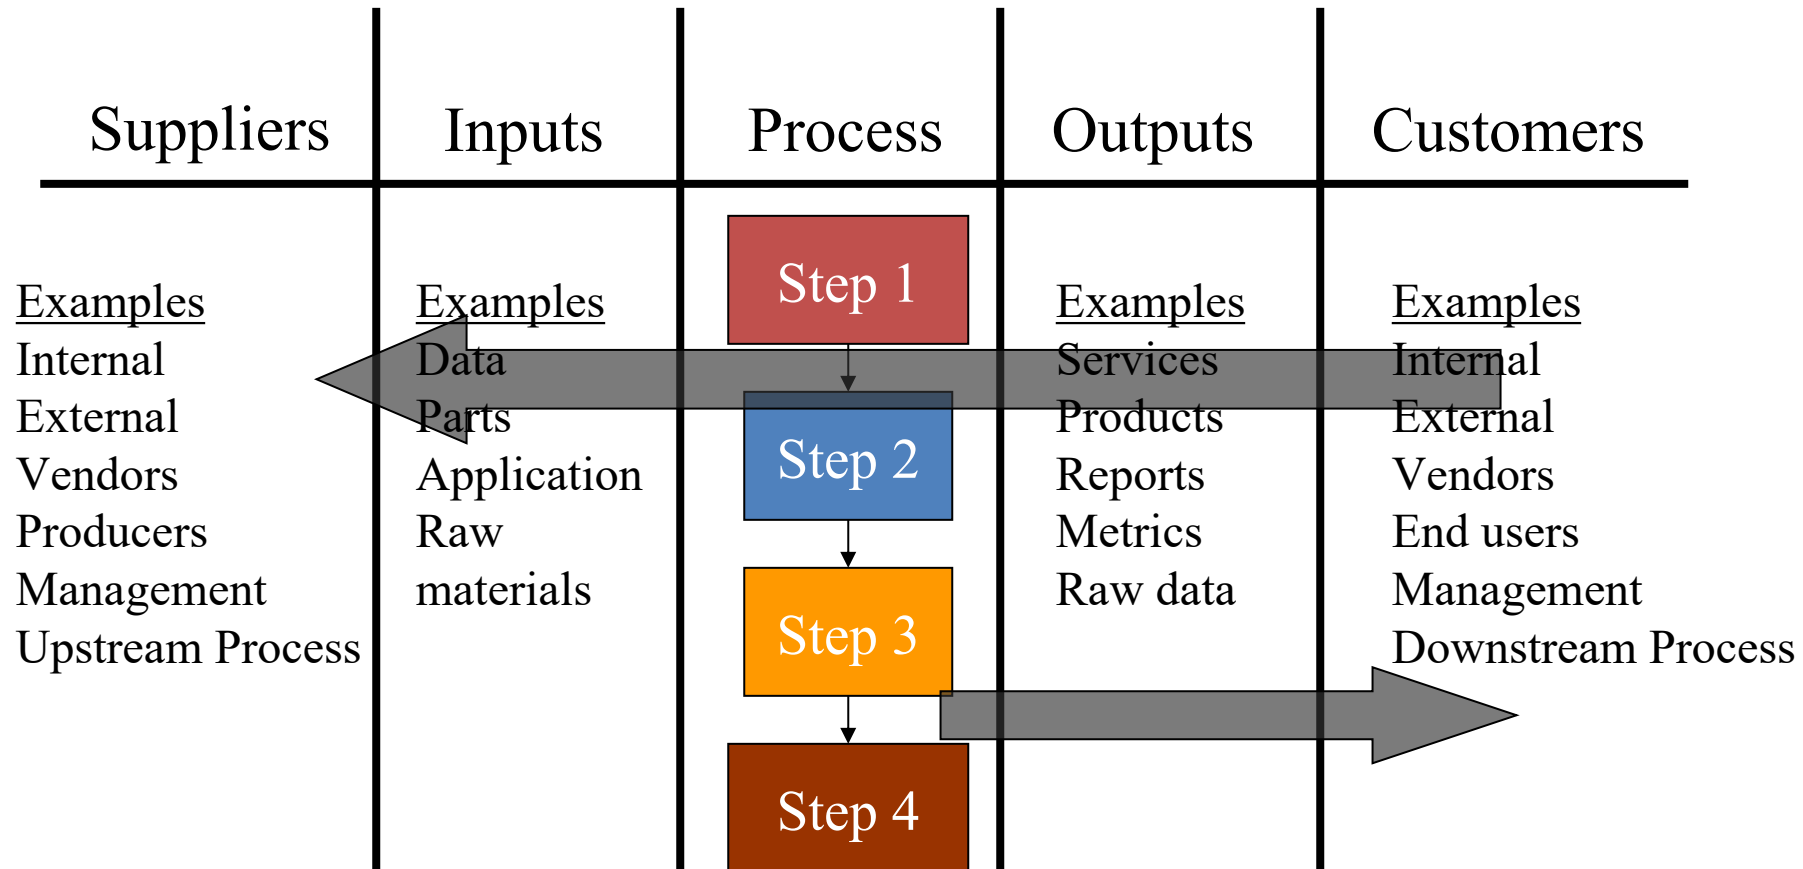 Suppliers
Inputs
Process
Outputs
Customers
Examples
Internal
External
Vendors
Producers
Management
Upstream Process
Examples
Data
Parts
Application
Raw
materials
Step 1
Step 2
Step 3
Step 4
Examples
Services
Products
Reports
Metrics
Raw data
Examples
Internal
External
Vendors
End users
Management
Downstream Process